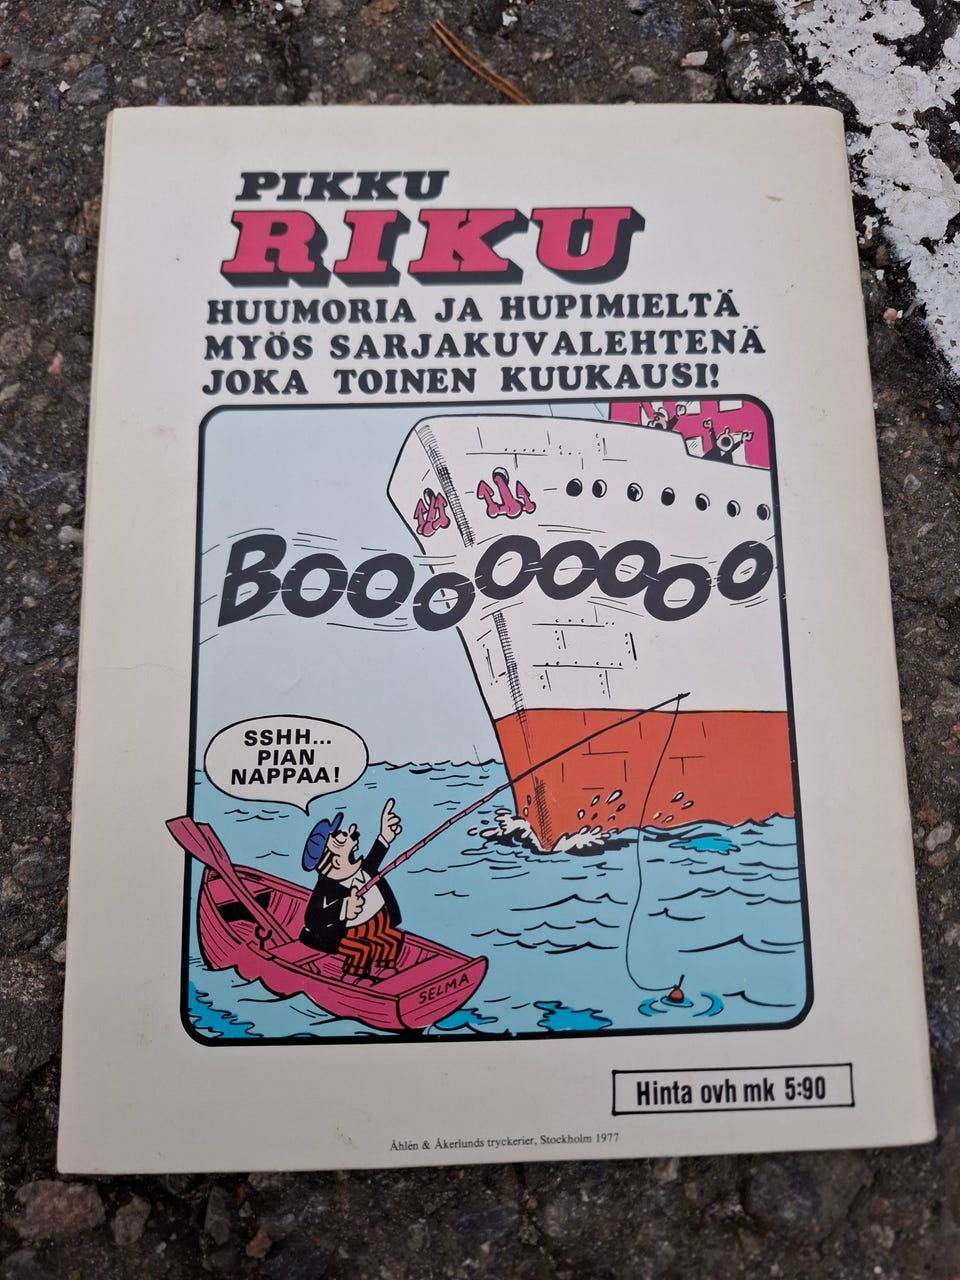 PIKKU
RIKU
HUUMORIA JA HUPIMIELTÄ
MYÖS SARJAKUVALEHTENÄ
JOKA TOINEN KUUKAUSI!
BOOOOOOOOO
SSHH...
PIAN
NAPPAA!
SELMA
Hinta ovh mk 5:90
Åhlén & Åkerlunds tryckerier, Stockholm 1977